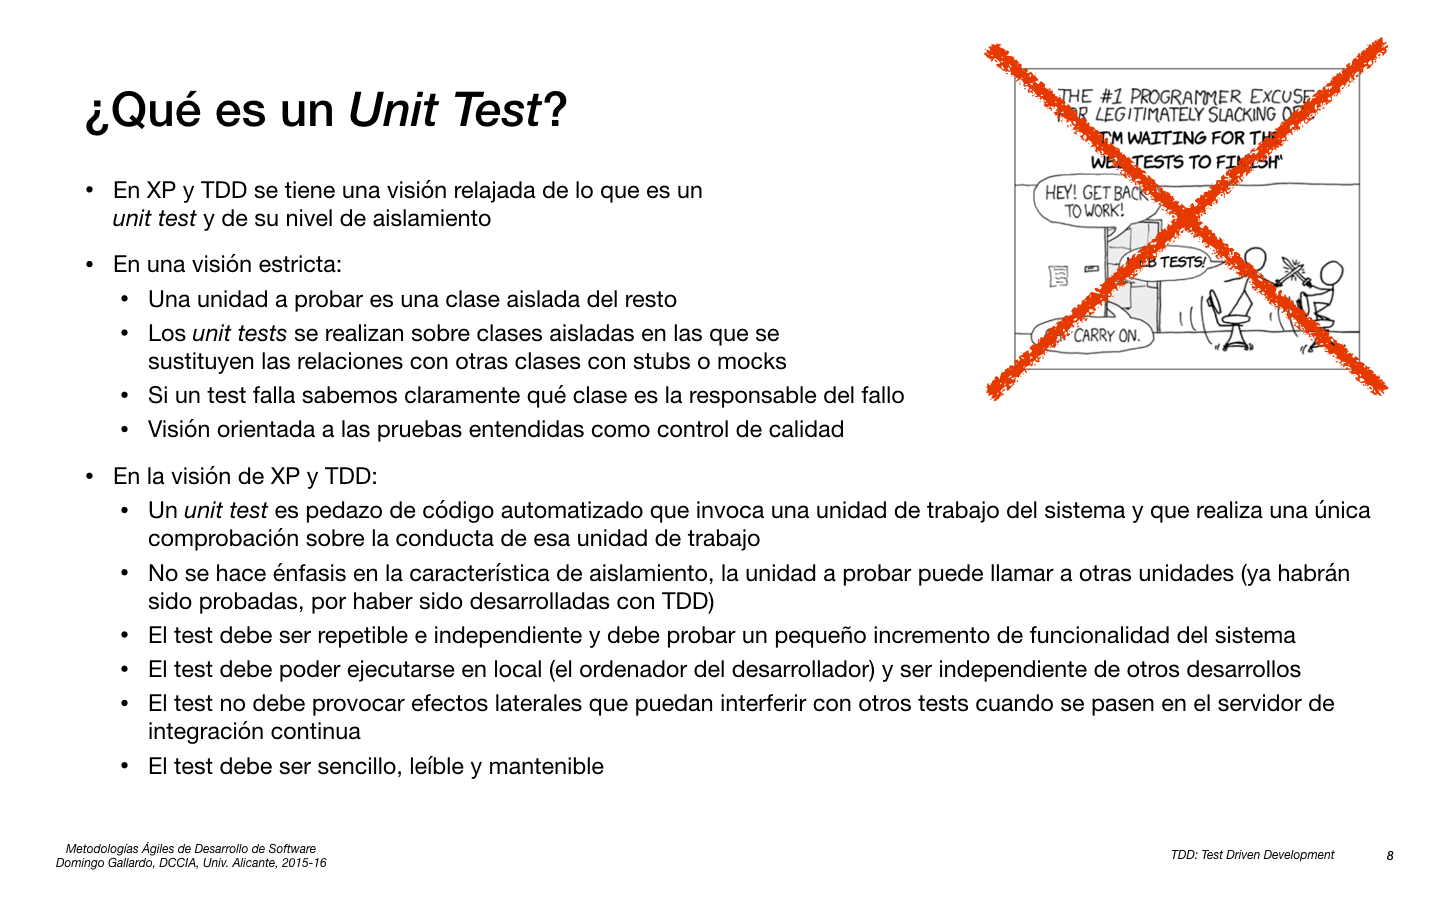 ¿Qué es un Unit Test?
• En XP y TDD se tiene una visión relajada de lo que es un
unit test y de su nivel de aislamiento
• En una visión estricta:
• Una unidad a probar es una clase aislada del resto
• Los unit tests se realizan sobre clases aisladas en las que se
sustituyen las relaciones con otras clases con stubs o mocks
• Si un test falla sabemos claramente qué clase es la responsable del fallo
• Visión orientada a las pruebas entendidas como control de calidad
• En la visión de XP y TDD:
• Un unit test es pedazo de código automatizado que invoca una unidad de trabajo del sistema y que realiza una única
comprobación sobre la conducta de esa unidad de trabajo
• No se hace énfasis en la característica de aislamiento, la unidad a probar puede llamar a otras unidades (ya habrán
sido probadas, por haber sido desarrolladas con TDD)
• El test debe ser repetible e independiente y debe probar un pequeño incremento de funcionalidad del sistema
• El test debe poder ejecutarse en local (el ordenador del desarrollador) y ser independiente de otros desarrollos
• El test no debe provocar efectos laterales que puedan interferir con otros tests cuando se pasen en el servidor de
integración continua
• El test debe ser sencillo, leíble y mantenible
THE #1 PROGRAMMER EXCUSE
FOR LEGITIMATELY SLACKING
"I'M WAITING FOR THE
WEB TESTS TO FINISH"
HEY! GET BACK
TO WORK!
WEB TESTS!
CARRY ON.
Metodologías Ágiles de Desarrollo de Software
Domingo Gallardo, DCCIA, Univ. Alicante, 2015-16
TDD: Test Driven Development
8